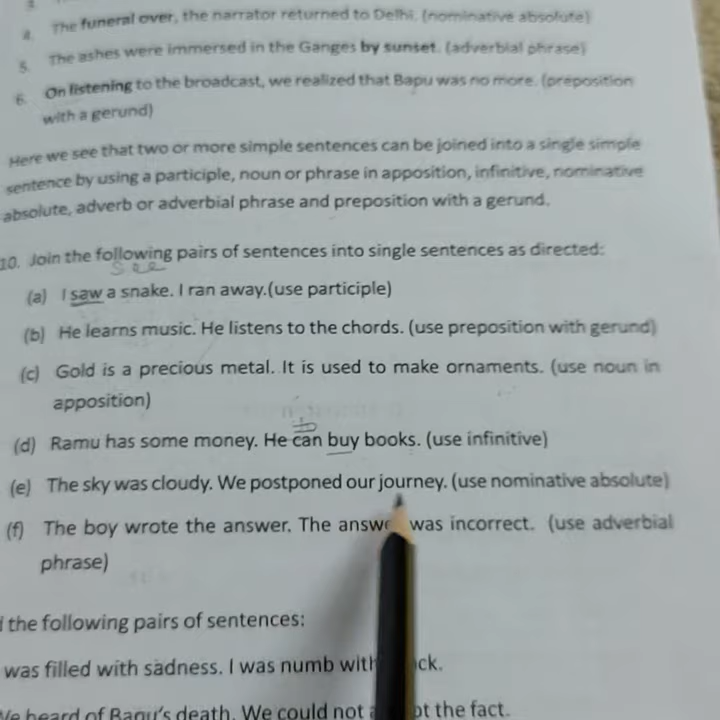 4. The funeral over, the narrator returned to Delhi. (nominative absolute)
5. The ashes were immersed in the Ganges by sunset. (adverbial phrase)
6. On listening to the broadcast, we realized that Bapu was no more. (preposition
with a gerund)
Here we see that two or more simple sentences can be joined into a single simple
sentence by using a participle, noun or phrase in apposition, infinitive, nominative
absolute, adverb or adverbial phrase and preposition with a gerund.
10. Join the following pairs of sentences into single sentences as directed:
see
(a) I saw a snake. I ran away.(use participle)
(b) He learns music. He listens to the chords. (use preposition with gerund)
(c) Gold is a precious metal. It is used to make ornaments. (use noun in
apposition)
to
(d) Ramu has some money. He can buy books. (use infinitive)
(e) The sky was cloudy. We postponed our journey. (use nominative absolute)
(f) The boy wrote the answer. The answe was incorrect. (use adverbial
phrase)
the following pairs of sentences:
was filled with sadness. I was numb with ck.
We heard of Bapu's death. We could not pt the fact.